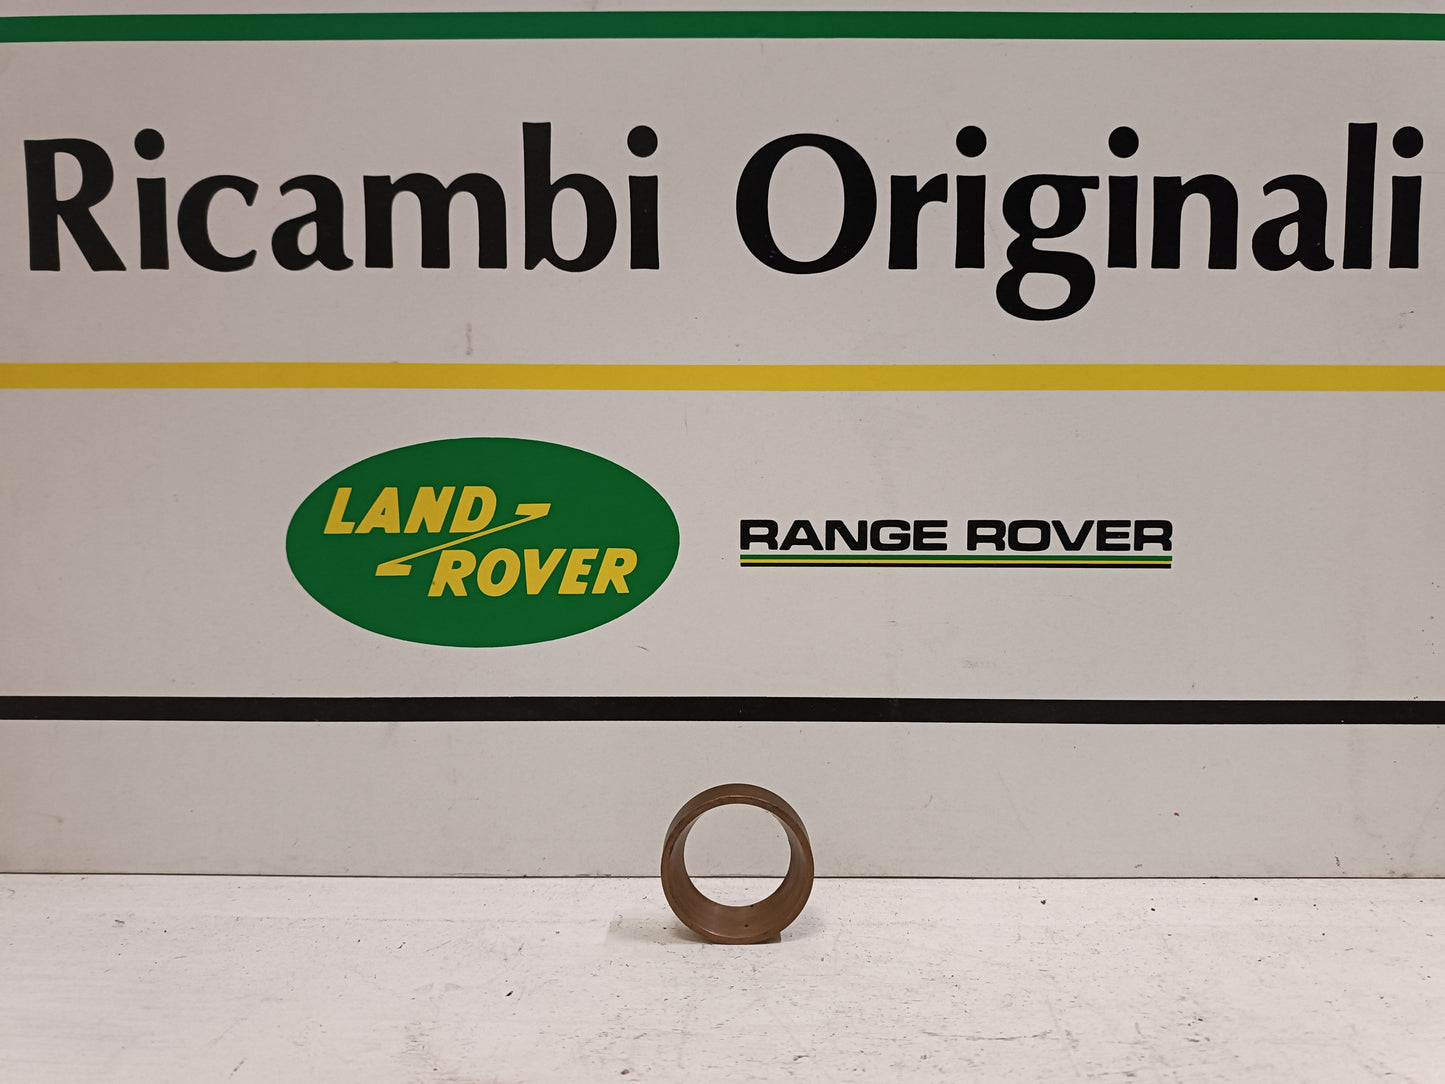 Ricambi Originali
LAND
ROVER
RANGE ROVER